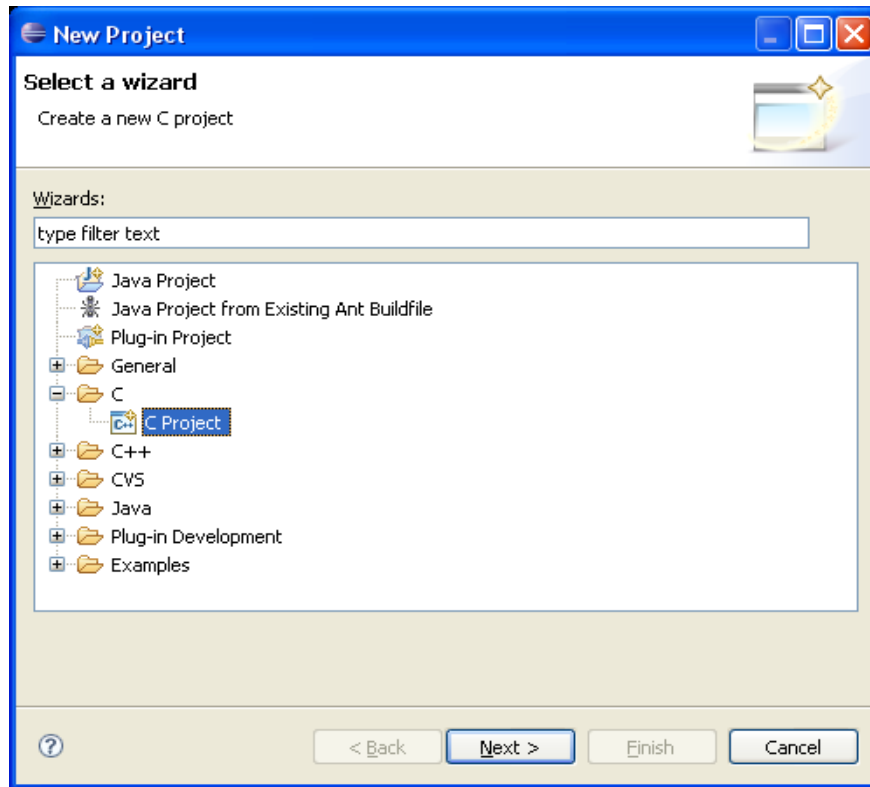 New Project
Select a wizard
Create a new C project
Wizards:
type filter text
Java Project
Java Project from Existing Ant Buildfile
Plug-in Project
General
C
C++ C Project
C++
CVS
Java
Plug-in Development
Examples
? < Back Next > Finish Cancel